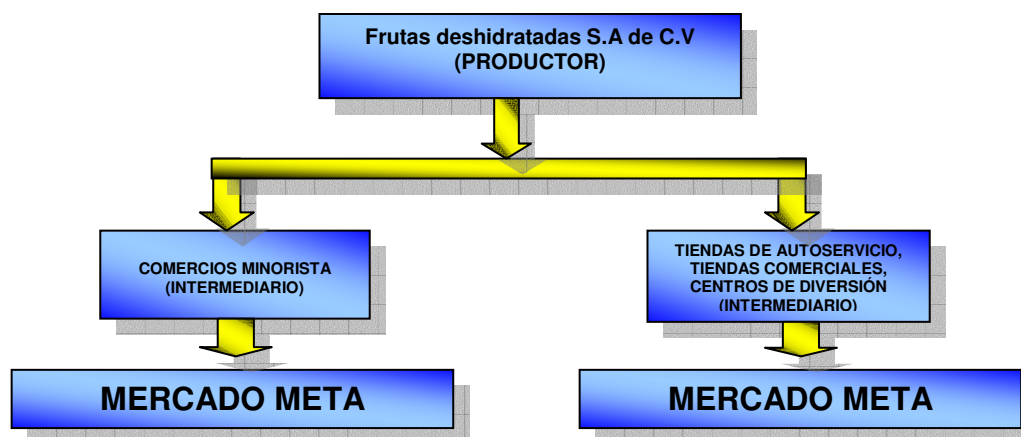 Frutas deshidratadas S.A de C.V
(PRODUCTOR)
COMERCIOS MINORISTA
(INTERMEDIARIO)
TIENDAS DE AUTOSERVICIO,
TIENDAS COMERCIALES,
CENTROS DE DIVERSIÓN
(INTERMEDIARIO)
MERCADO META
MERCADO META